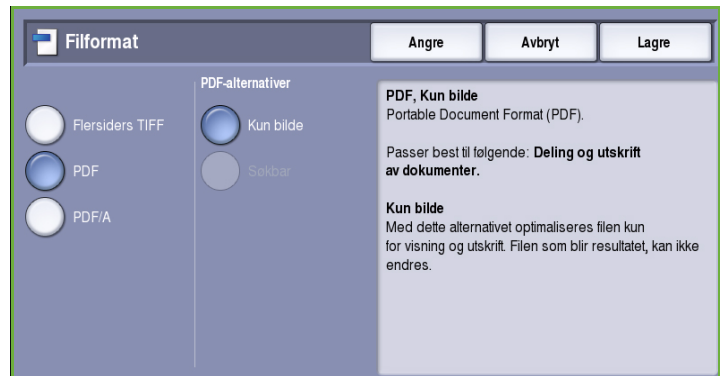 Filformat
Angre
Avbryt
Lagre
Flersiders TIFF
PDF
PDF/A
PDF-alternativer
Kun bilde
Søkbar
PDF, Kun bilde
Portable Document Format (PDF).
Passer best til følgende: Deling og utskrift
av dokumenter.
Kun bilde
Med dette alternativet optimaliseres filen kun
for visning og utskrift. Filen som blir resultatet, kan ikke
endres.